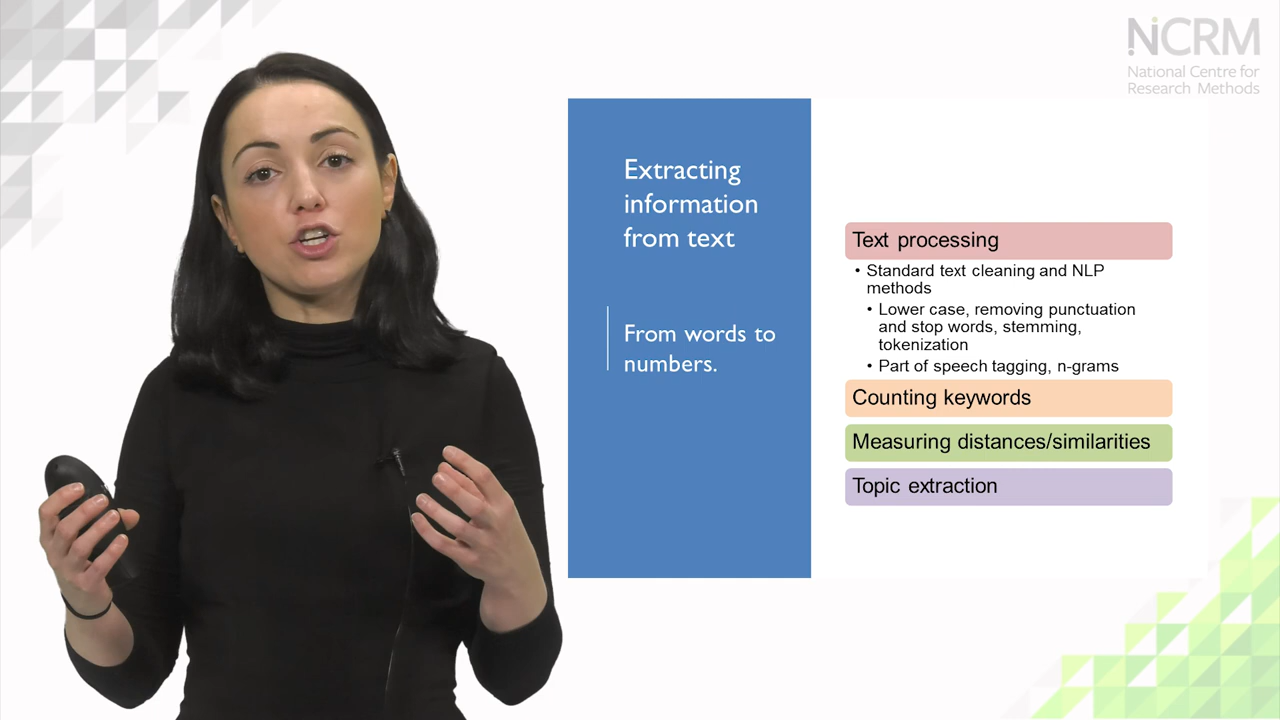 NCRM
National Centre for
Research Methods
Extracting
information
from text
From words to
numbers.
Text processing
• Standard text cleaning and NLP
methods
• Lower case, removing punctuation
and stop words, stemming,
tokenization
• Part of speech tagging, n-grams
Counting keywords
Measuring distances/similarities
Topic extraction